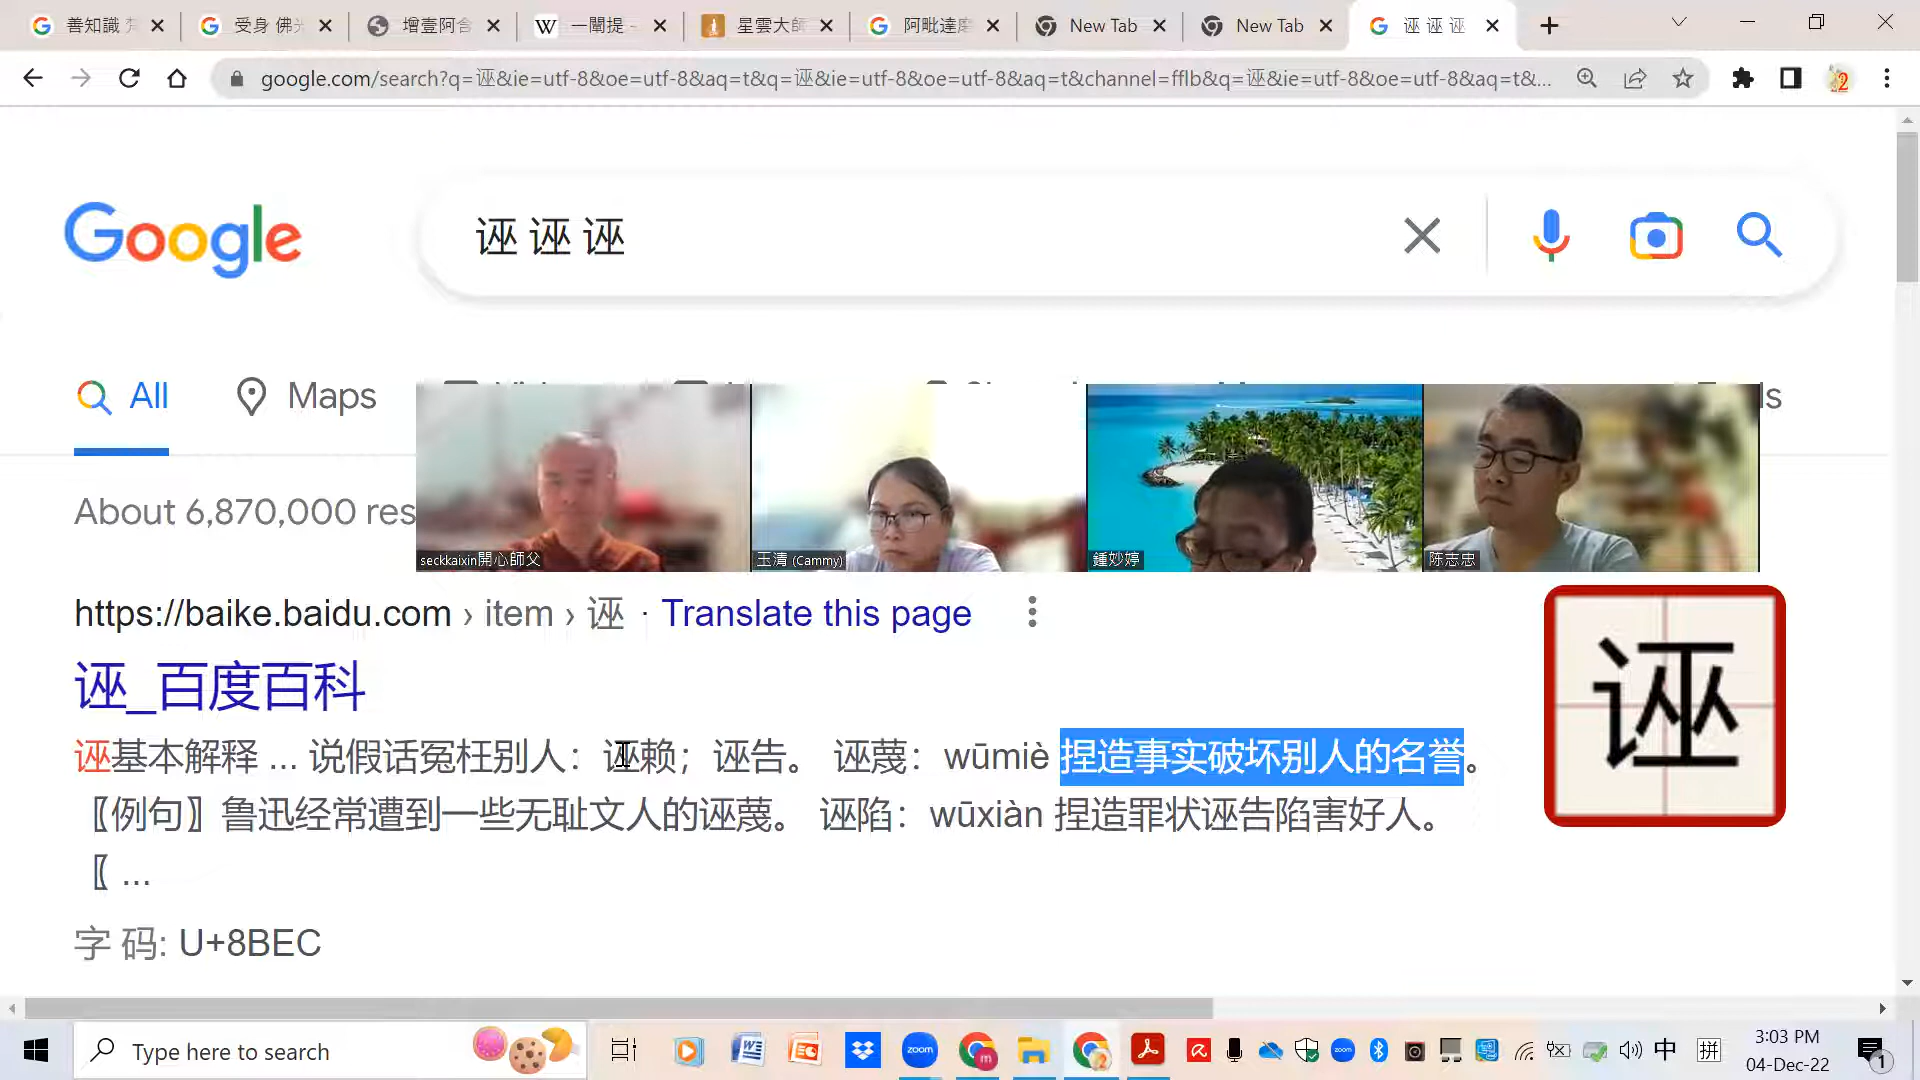 善知識
受身 佛
增壹阿含
一闡提 -
星雲大師
阿毗達
New Tab
New Tab
诬 诬 诬
google.com/search?q=诬&ie=utf-8&oe=utf-8&aq=t&q=诬&ie=utf-8&oe=utf-8&aq=t&channel=fflb&q=诬&ie=utf-8&oe=utf-8&aq=t&...
Google
诬 诬 诬
All
Maps
About 6,870,000 res
seckkaixin開心師父
玉清 (Cammy)
鍾妙婷
陈志忠
https://baike.baidu.com › item › 诬 · Translate this page
诬_百度百科
诬基本解释 ... 说假话冤枉别人：诬赖；诬告。 诬蔑：wūmiè 捏造事实破坏别人的名誉。
〖例句〗鲁迅经常遭到一些无耻文人的诬蔑。 诬陷：wūxiàn 捏造罪状诬告陷害好人。
〖 ...
诬
字 码: U+8BEC
Type here to search
zoom
中
拼
3:03 PM
04-Dec-22
1